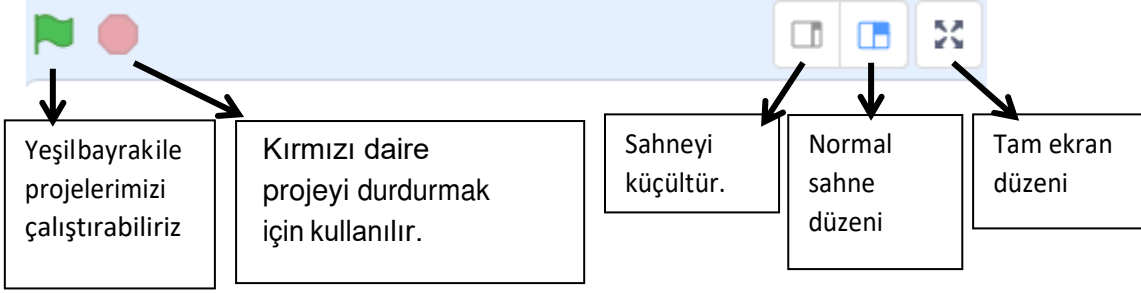 Yeşilbayrakile
projelerimizi
çalıştırabiliriz
Kırmızı daire
projeyi durdurmak
için kullanılır.
Sahneyi
küçültür.
Normal
sahne
düzeni
Tam ekran
düzeni